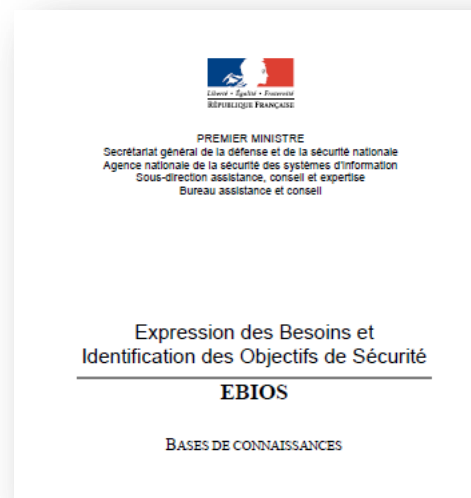 Liberté • Égalité • Fraternité
RÉPUBLIQUE FRANÇAISE
PREMIER MINISTRE
Secrétariat général de la défense et de la sécurité nationale
Agence nationale de la sécurité des systèmes d'information
Sous-direction assistance, conseil et expertise
Bureau assistance et conseil
Expression des Besoins et
Identification des Objectifs de Sécurité
EBIOS
BASES DE CONNAISSANCES